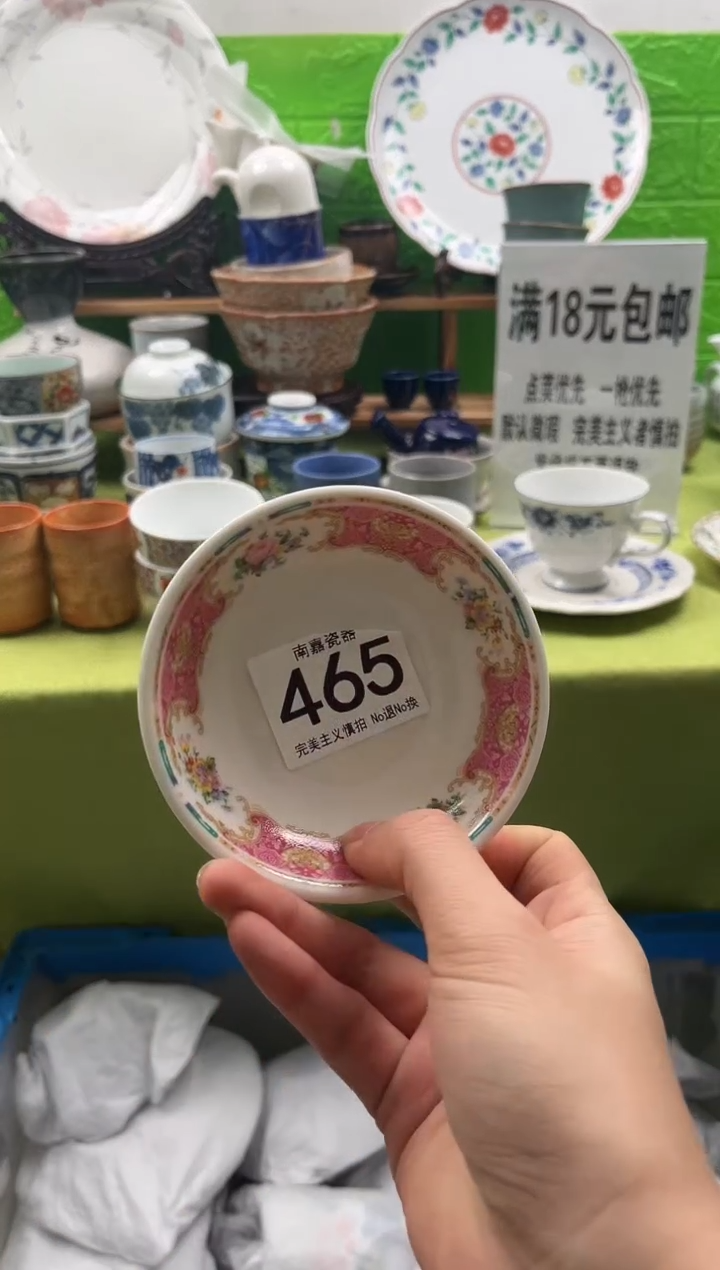 满18元包邮
点菜优先 一枪优先
默认微瑕 完美主义者慎拍
南嘉瓷器
465
完美主义慎拍 No退No换